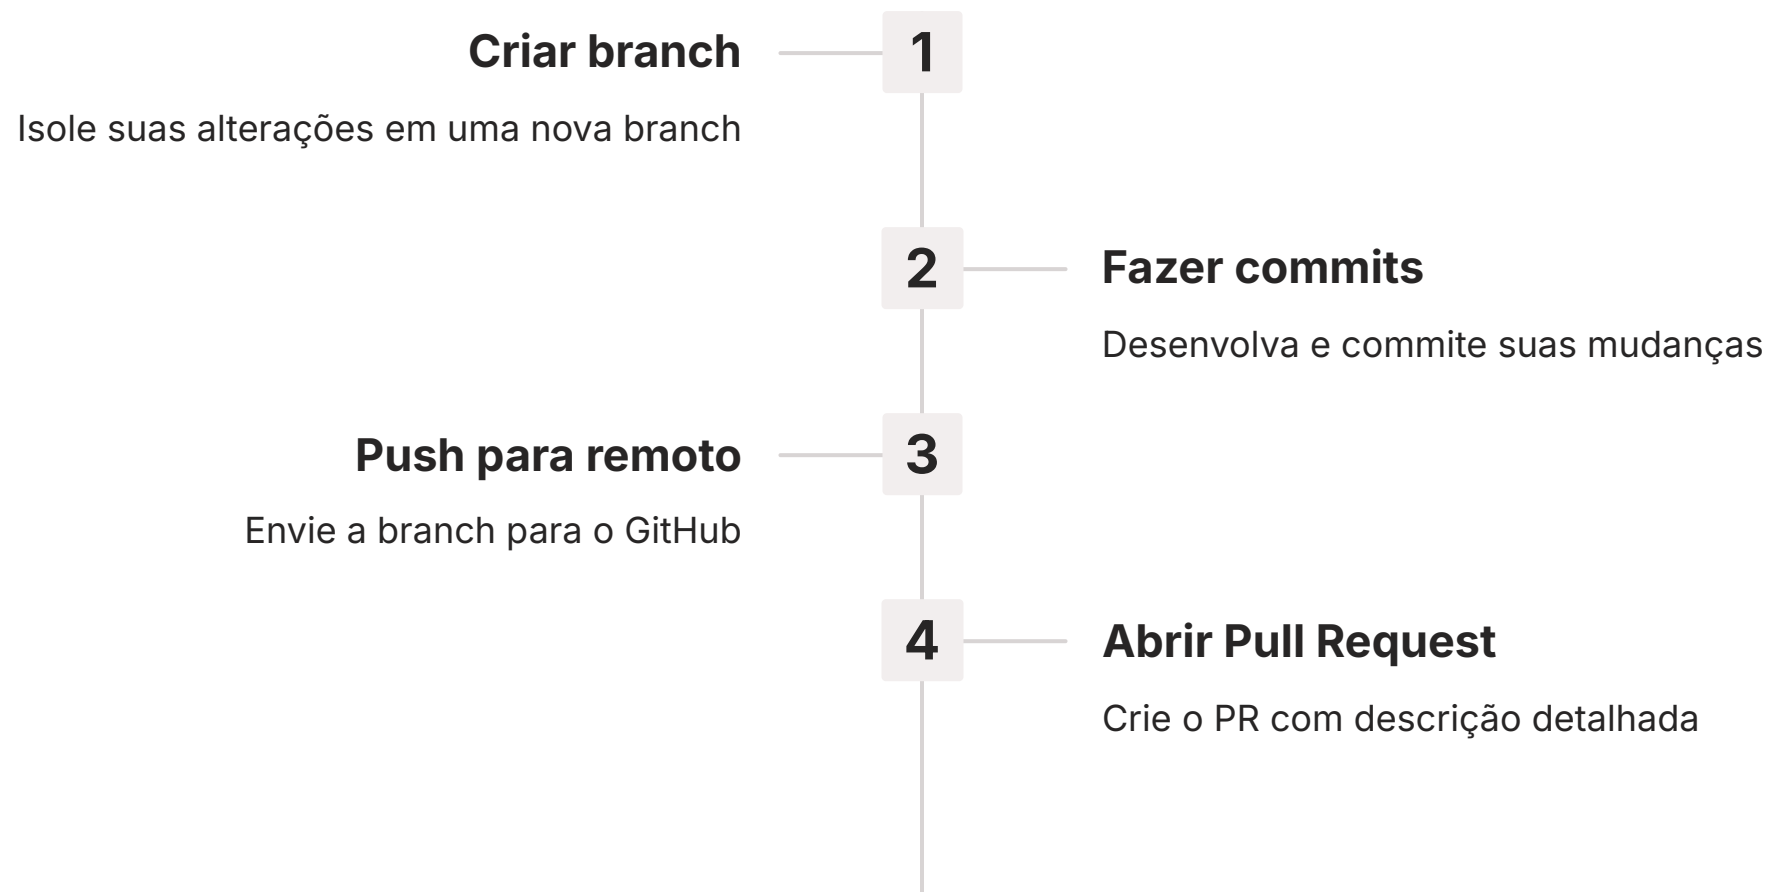 Criar branch
1
Isole suas alterações em uma nova branch
2
Fazer commits
Desenvolva e commite suas mudanças
Push para remoto
3
Envie a branch para o GitHub
4
Abrir Pull Request
Crie o PR com descrição detalhada